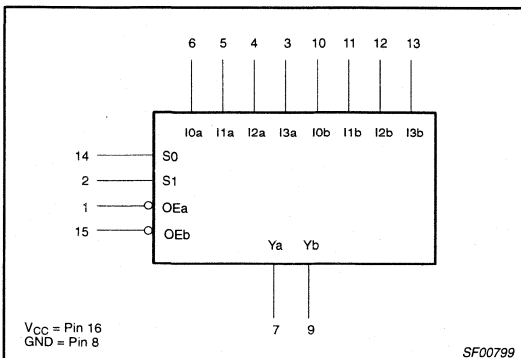 6 5 4 3 10 11 12 13
I0a I1a I2a I3a I0b I1b I2b I3b
14 S0
2 S1
1 OEa
15 OEb
Ya Yb
7 9
VCC = Pin 16
GND = Pin 8
SF00799